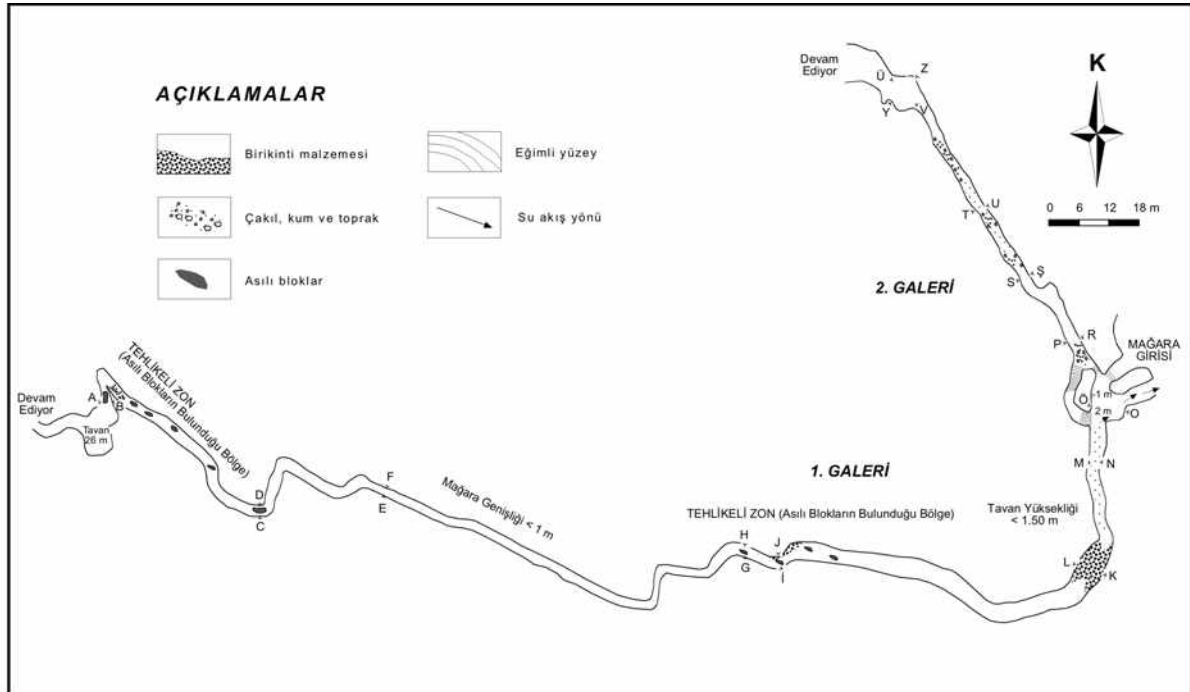 AÇIKLAMALAR
Birikinti malzemesi
Eğimli yüzey
Çakıl, kum ve toprak
Su akış yönü
Asılı bloklar
Devam
Ediyor
Ü
Z
Y
V
K
0 6 12 18 m
U
T
Ş
S
2. GALERİ
R
P
MAĞARA
GİRİSİ
Ö
-1 m
2 m
O
M
N
1. GALERİ
Tavan Yüksekliği
< 1.50 m
TEHLİKELİ ZON (Asılı Blokların Bulunduğu Bölge)
L
K
H
J
G
İ
Mağara Genişliği < 1 m
F
E
D
C
TEHLİKELİ ZON
(Asılı Blokların Bulunduğu Bölge)
A
B
Devam
Ediyor
Tavan
26 m